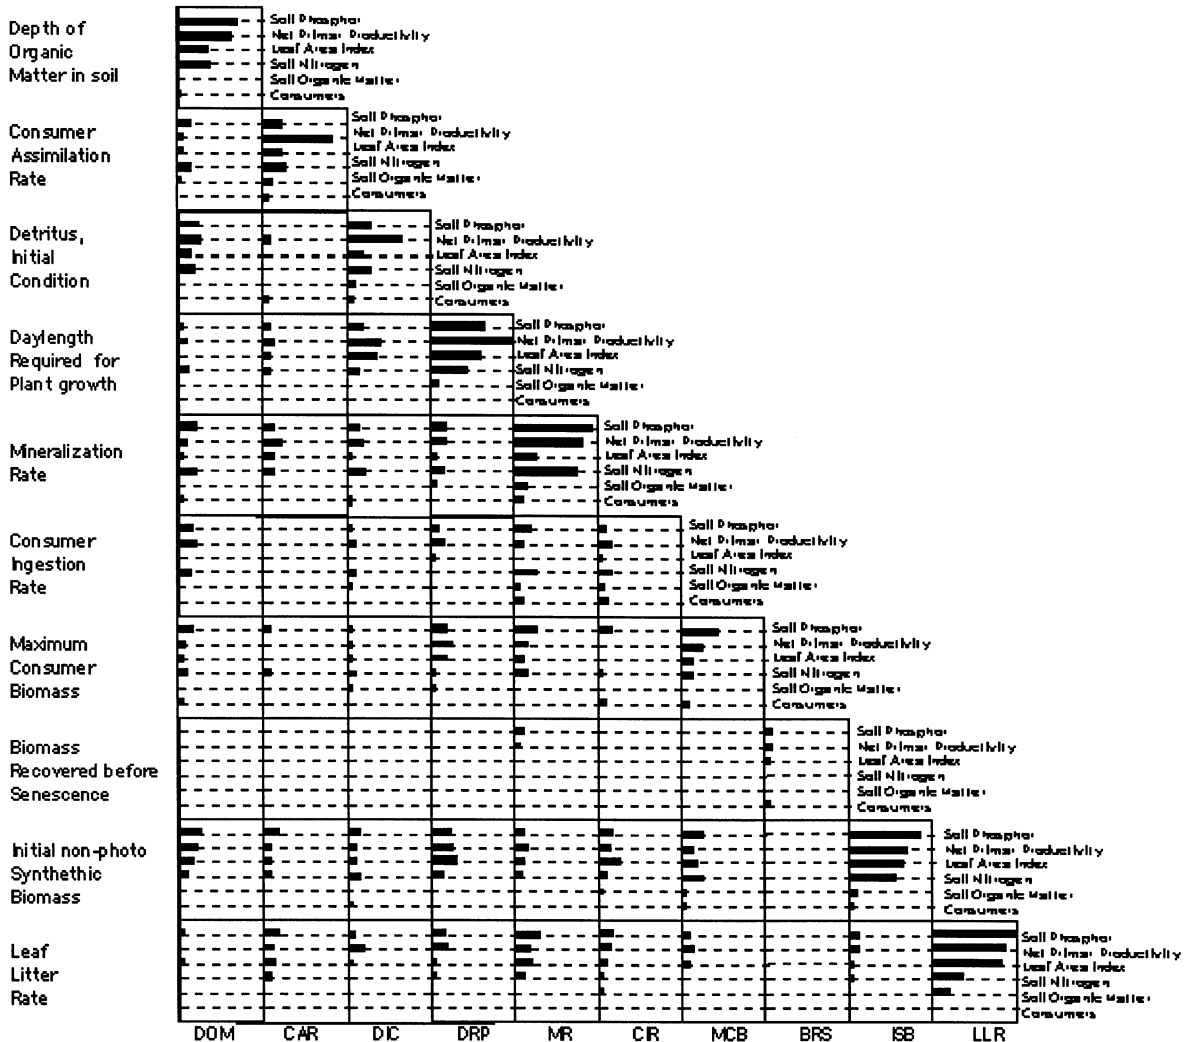 Depth of
Organic
Matter in soil
Soil Phosphor
Net Primar Productivity
Leaf Area Index
Soil Nitrogen
Soil Organic Matter
Consumers
Consumer
Assimilation
Rate
Soil Phosphor
Net Primar Productivity
Leaf Area Index
Soil Nitrogen
Soil Organic Matter
Consumers
Detritus,
Initial
Condition
Soil Phosphor
Net Primar Productivity
Leaf Area Index
Soil Nitrogen
Soil Organic Matter
Consumers
Daylength
Required for
Plant growth
Soil Phosphor
Net Primar Productivity
Leaf Area Index
Soil Nitrogen
Soil Organic Matter
Consumers
Mineralization
Rate
Soil Phosphor
Net Primar Productivity
Leaf Area Index
Soil Nitrogen
Soil Organic Matter
Consumers
Consumer
Ingestion
Rate
Soil Phosphor
Net Primar Productivity
Leaf Area Index
Soil Nitrogen
Soil Organic Matter
Consumers
Maximum
Consumer
Biomass
Soil Phosphor
Net Primar Productivity
Leaf Area Index
Soil Nitrogen
Soil Organic Matter
Consumers
Biomass
Recovered before
Senescence
Soil Phosphor
Net Primar Productivity
Leaf Area Index
Soil Nitrogen
Soil Organic Matter
Consumers
Initial non-photo
Synthethic
Biomass
Soil Phosphor
Net Primar Productivity
Leaf Area Index
Soil Nitrogen
Soil Organic Matter
Consumers
Leaf
Litter
Rate
Soil Phosphor
Net Primar Productivity
Leaf Area Index
Soil Nitrogen
Soil Organic Matter
Consumers
DOM CAR DIC DRP MR CIR MCB BRS ISB LLR